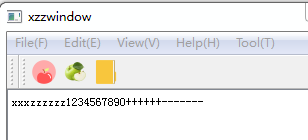 xzzwindow
File(F) Edit(E) View(V) Help(H) Tool(T)
xxxzzzzzz1234567890++++++-------